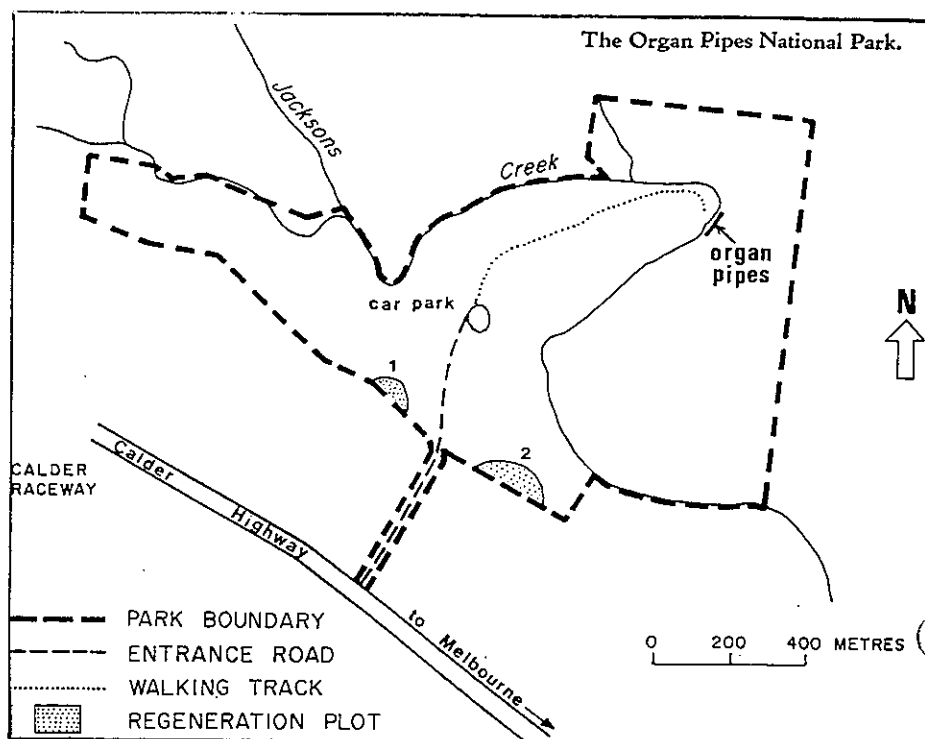 The Organ Pipes National Park.
Jacksons
Creek
organ
pipes
car park
N
1
2
CALDER
RACEWAY
Calder
Highway
to
Melbourne
0 200 400 METRES
PARK BOUNDARY
ENTRANCE ROAD
WALKING TRACK
REGENERATION PLOT